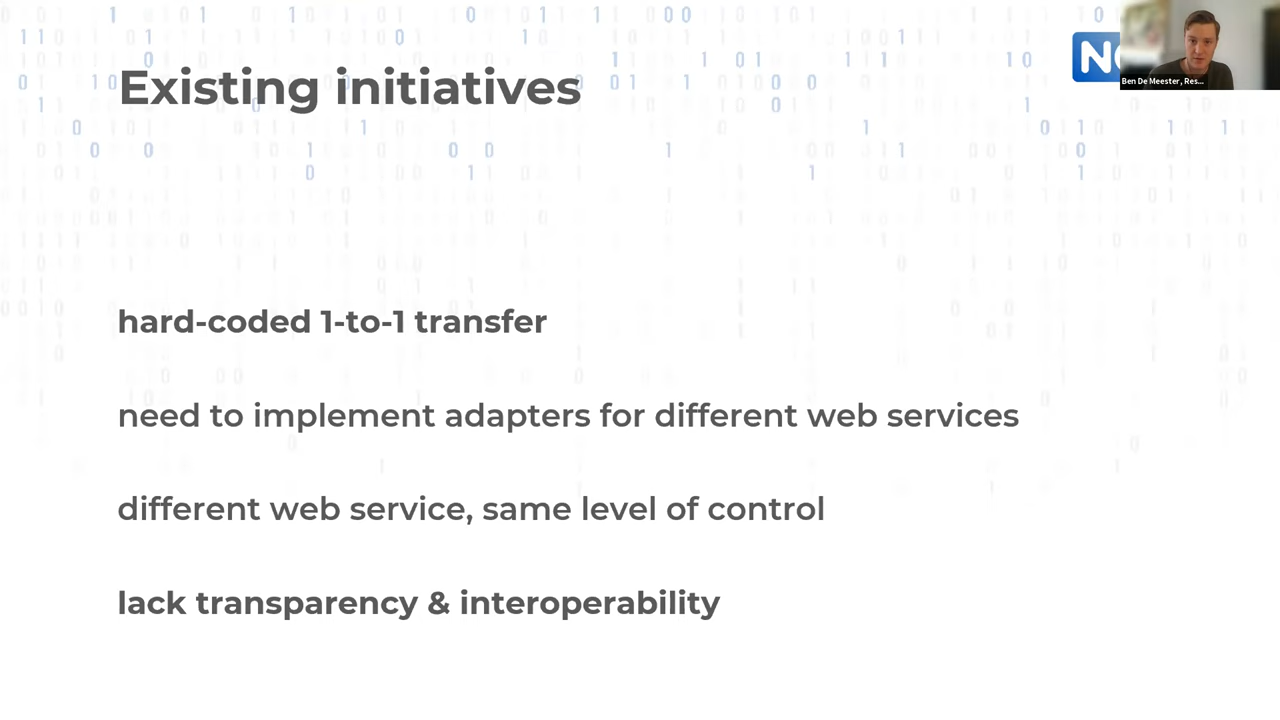 Existing initiatives
Ben De Meester, Res...
hard-coded 1-to-1 transfer
need to implement adapters for different web services
different web service, same level of control
lack transparency & interoperability